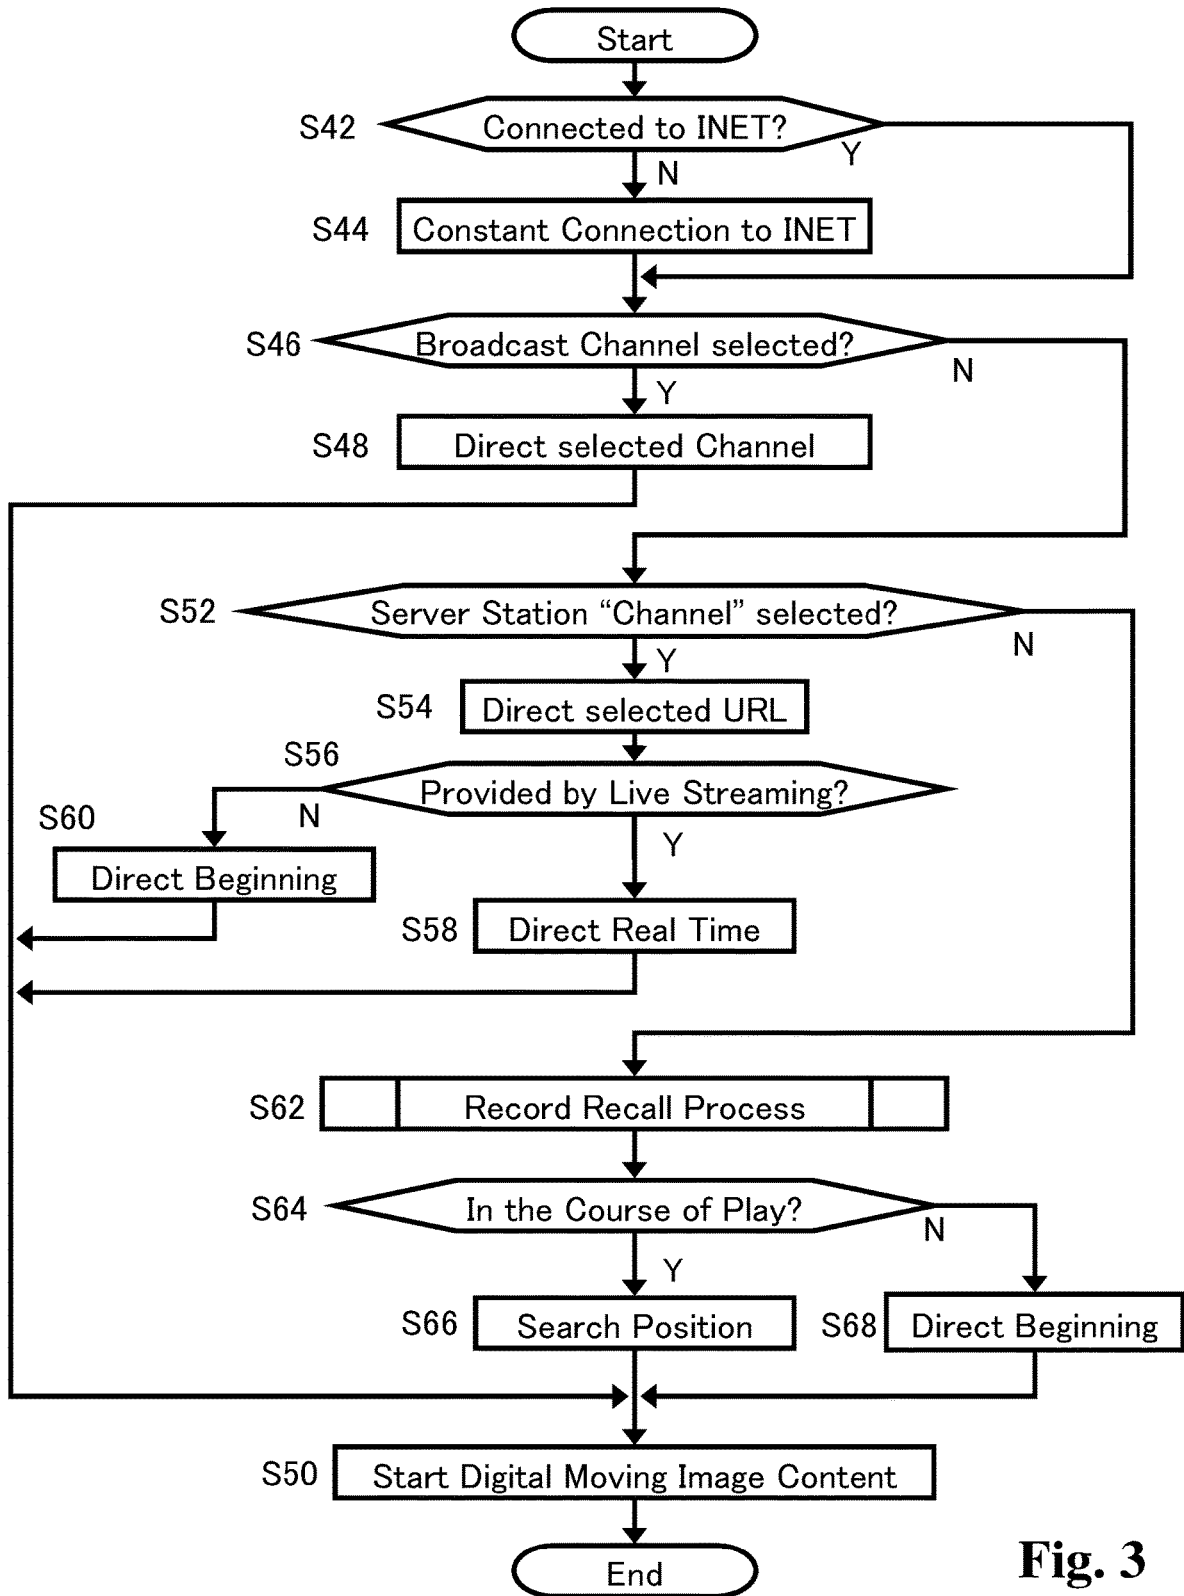 Start
S42
Connected to INET?
Y
N
S44
Constant Connection to INET
S46
Broadcast Channel selected?
N
Y
S48
Direct selected Channel
S52
Server Station “Channel” selected?
N
Y
S54
Direct selected URL
S56
Provided by Live Streaming?
N
Y
S60
Direct Beginning
S58
Direct Real Time
S62
Record Recall Process
S64
In the Course of Play?
N
Y
S66
Search Position
S68
Direct Beginning
S50
Start Digital Moving Image Content
End
Fig. 3